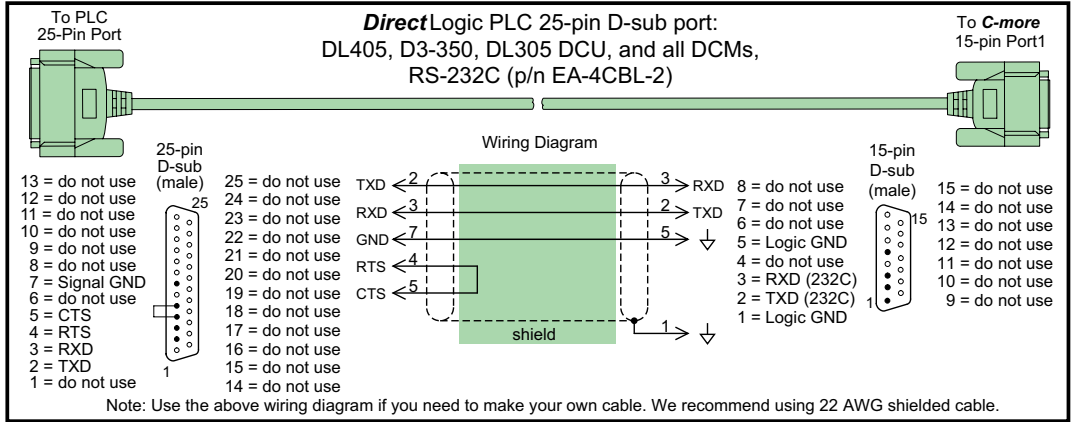 To PLC
25-Pin Port
DirectLogic PLC 25-pin D-sub port:
DL405, D3-350, DL305 DCU, and all DCMs,
RS-232C (p/n EA-4CBL-2)
To C-more
15-pin Port1
Wiring Diagram
25-pin
D-sub
(male)
25
1
13 = do not use
12 = do not use
11 = do not use
10 = do not use
9 = do not use
8 = do not use
7 = Signal GND
6 = do not use
5 = CTS
4 = RTS
3 = RXD
2 = TXD
1 = do not use
25 = do not use
24 = do not use
23 = do not use
22 = do not use
21 = do not use
20 = do not use
19 = do not use
18 = do not use
17 = do not use
16 = do not use
15 = do not use
14 = do not use
TXD 2 3 RXD
RXD 3 2 TXD
GND 7 5
RTS 4
CTS 5
shield 1
8 = do not use
7 = do not use
6 = do not use
5 = Logic GND
4 = do not use
3 = RXD (232C)
2 = TXD (232C)
1 = Logic GND
15-pin
D-sub
(male)
15
1
15 = do not use
14 = do not use
13 = do not use
12 = do not use
11 = do not use
10 = do not use
9 = do not use
Note: Use the above wiring diagram if you need to make your own cable. We recommend using 22 AWG shielded cable.